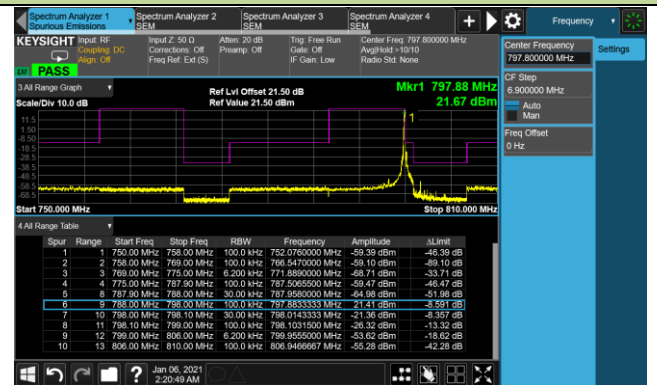 Spectrum Analyzer 1
Spurious Emissions
Spectrum Analyzer 2
SEM
Spectrum Analyzer 3
SEM
Spectrum Analyzer 4
SEM
+
Frequency
KEYSIGHT
Input: RF
Coupling: DC
Align: Off
Input Z: 50 Ω
Corrections: Off
Freq Ref: Ext (S)
Atten: 20 dB
Preamp: Off
Trig: Free Run
Gate: Off
IF Gain: Low
Center Freq: 797.800000 MHz
Avg|Hold:>10/10
Radio Std: None
PASS
Center Frequency
797.800000 MHz
Settings
CF Step
6.900000 MHz
Auto
Man
Freq Offset
0 Hz
3 All Range Graph
Scale/Div 10.0 dB
Ref Lvl Offset 21.50 dB
Ref Value 21.50 dBm
Mkr1 797.88 MHz
21.67 dBm
1
11.5
1.50
-8.50
-18.5
-28.5
-38.5
-48.5
-58.5
-68.5
Start 750.000 MHz
Stop 810.000 MHz
4 All Range Table
Spur Range Start Freq Stop Freq RBW Frequency Amplitude ΔLimit
1 1 750.00 MHz 758.00 MHz 100.0 kHz 752.0760000 MHz -59.39 dBm -46.39 dB
2 2 758.00 MHz 769.00 MHz 100.0 kHz 766.5470000 MHz -59.10 dBm -89.10 dB
3 3 769.00 MHz 775.00 MHz 6.200 kHz 771.8890000 MHz -68.71 dBm -33.71 dB
4 4 775.00 MHz 787.90 MHz 100.0 kHz 787.5065500 MHz -59.47 dBm -46.47 dB
5 8 787.90 MHz 788.00 MHz 30.00 kHz 787.9580000 MHz -64.98 dBm -51.98 dB
6 9 788.00 MHz 798.00 MHz 100.0 kHz 797.8833333 MHz 21.41 dBm -8.591 dB
7 10 798.00 MHz 798.10 MHz 30.00 kHz 798.0143333 MHz -21.36 dBm -8.357 dB
8 11 798.10 MHz 799.00 MHz 100.0 kHz 798.1031500 MHz -26.32 dBm -13.32 dB
9 12 799.00 MHz 806.00 MHz 6.200 kHz 799.9555000 MHz -53.62 dBm -18.62 dB
10 13 806.00 MHz 810.00 MHz 100.0 kHz 806.9466667 MHz -55.28 dBm -42.28 dB
?
Jan 06, 2021
2:20:49 AM